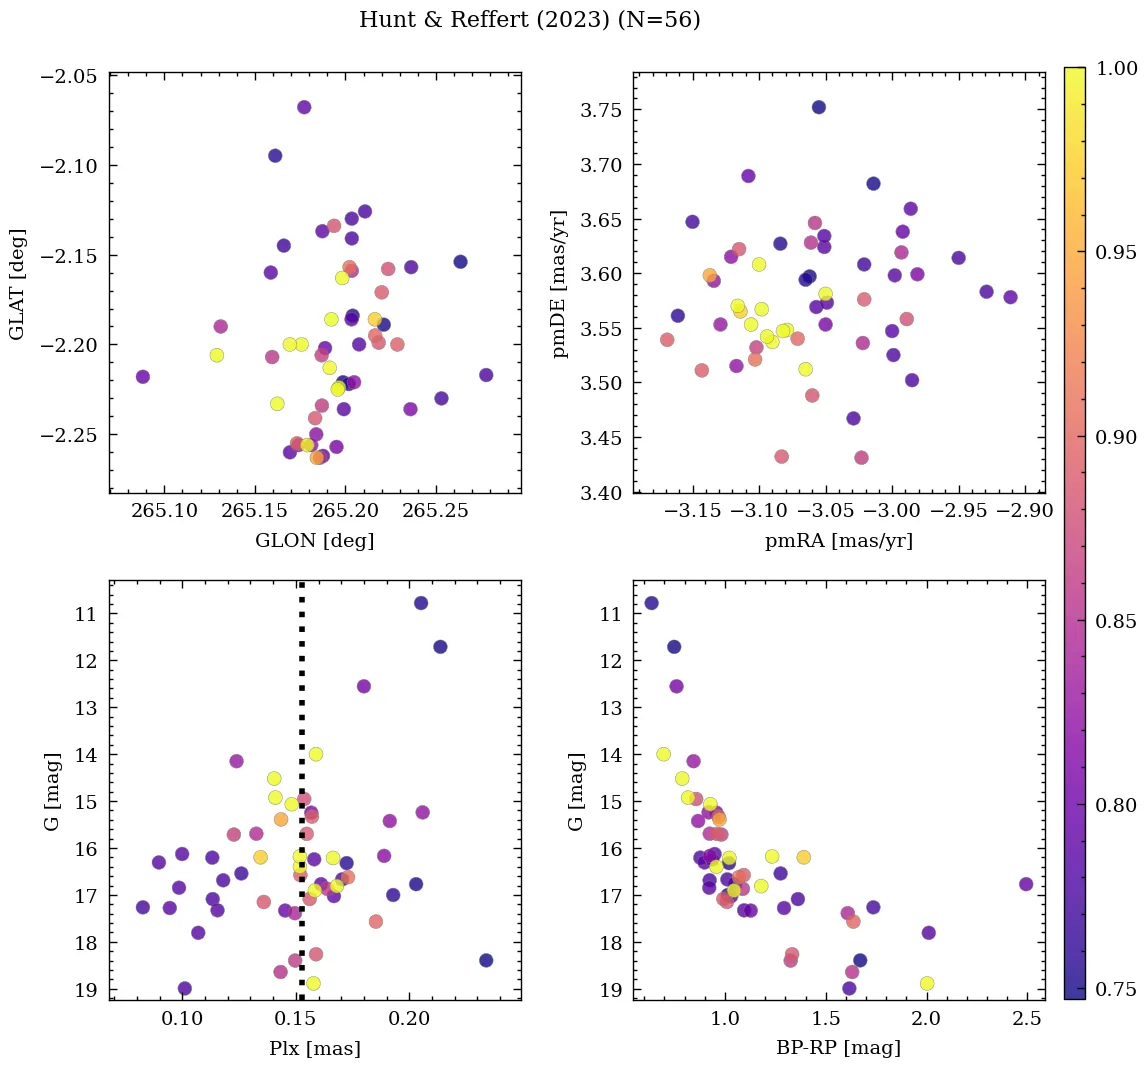 Hunt & Reffert (2023) (N=56)
−2.05
−2.10
−2.15
−2.20
−2.25
GLAT [deg]
265.10 265.15 265.20 265.25
GLON [deg]
3.75
3.70
3.65
3.60
3.55
3.50
3.45
3.40
pmDE [mas/yr]
−3.15 −3.10 −3.05 −3.00 −2.95 −2.90
pmRA [mas/yr]
1.00
0.95
0.90
0.85
0.80
0.75
11
12
13
14
15
16
17
18
19
G [mag]
0.10 0.15 0.20
Plx [mas]
11
12
13
14
15
16
17
18
19
G [mag]
1.0 1.5 2.0 2.5
BP-RP [mag]